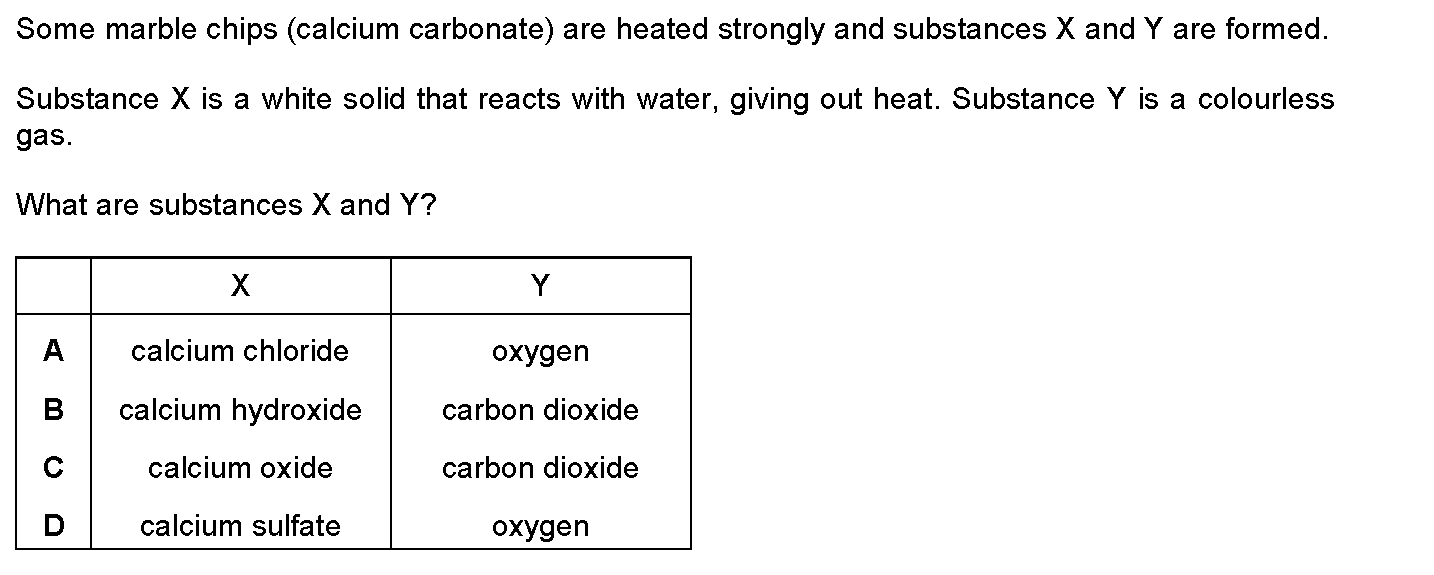 Some marble chips (calcium carbonate) are heated strongly and substances X and Y are formed.
Substance X is a white solid that reacts with water, giving out heat. Substance Y is a colourless
gas.
What are substances X and Y?
X Y
A calcium chloride oxygen
B calcium hydroxide carbon dioxide
C calcium oxide carbon dioxide
D calcium sulfate oxygen